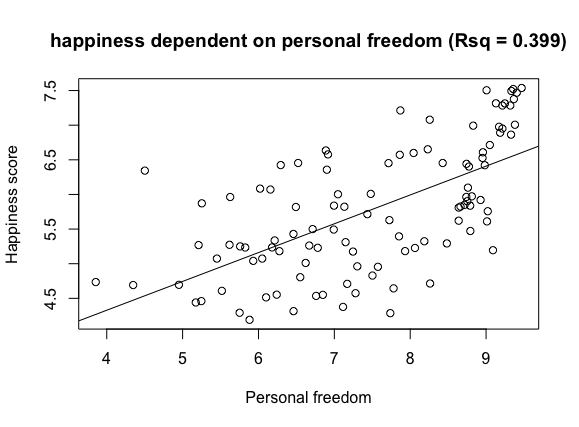 happiness dependent on personal freedom (Rsq = 0.399)
7.5
6.5
5.5
4.5
Happiness score
4 5 6 7 8 9
Personal freedom